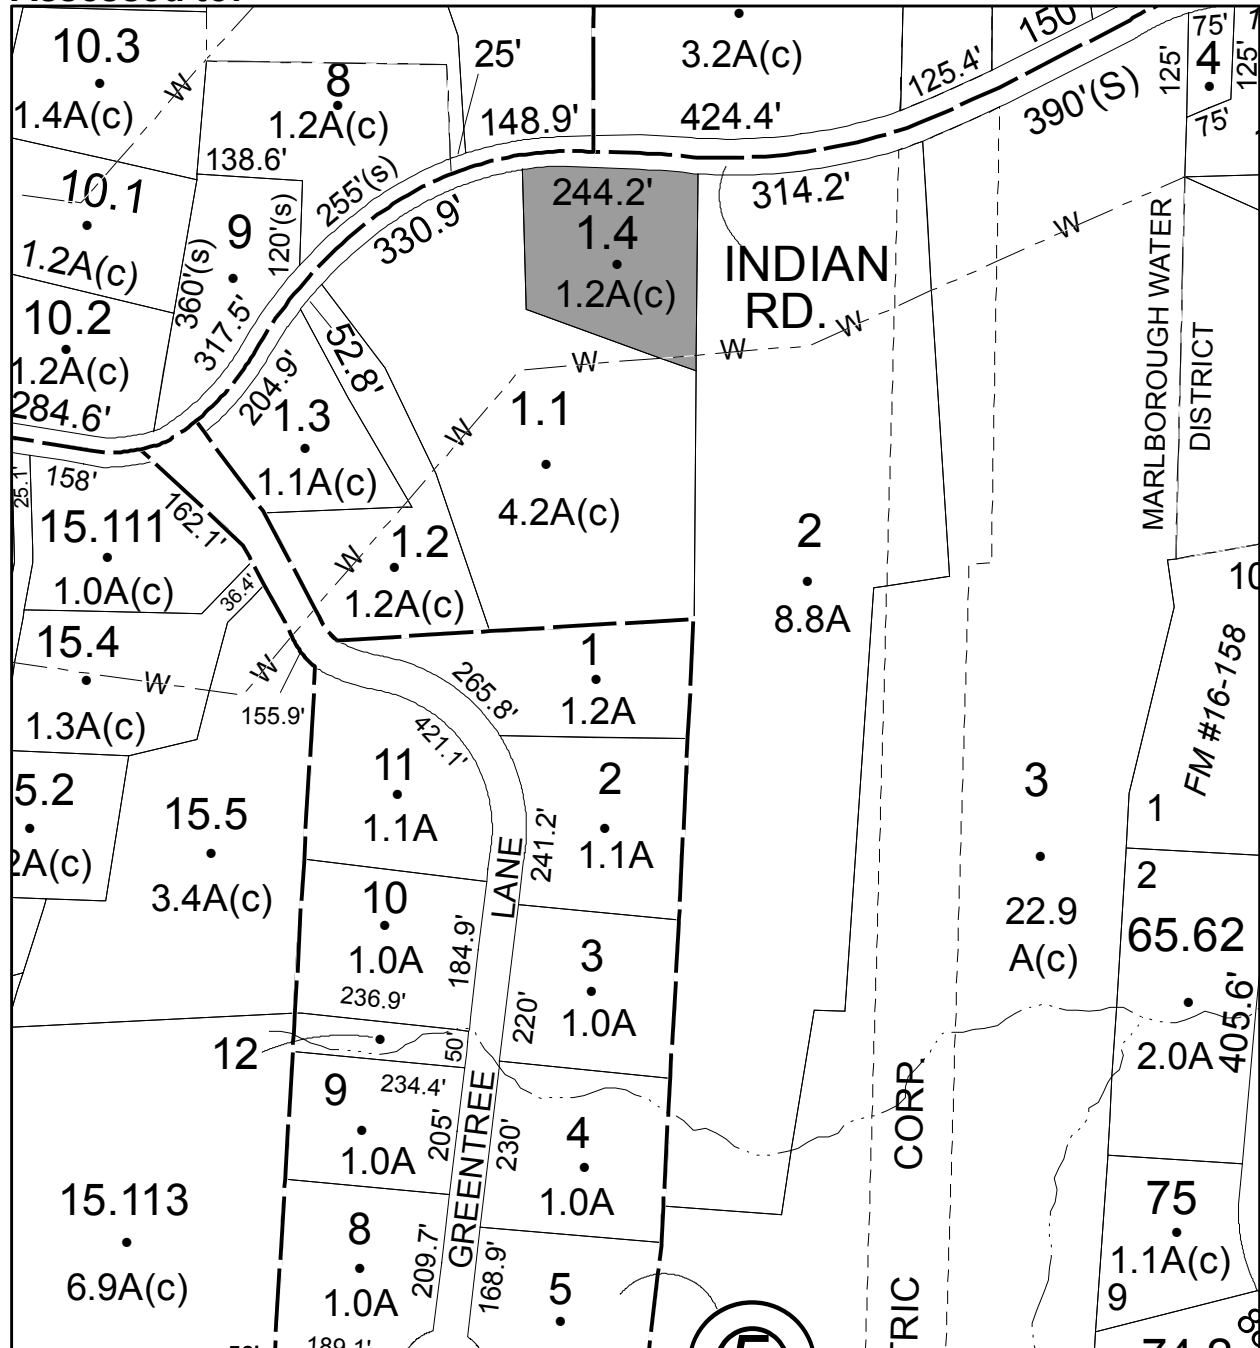 10.3
1.4A(c)
W
8
1.2A(c)
25'
148.9'
3.2A(c)
424.4'
125.4'
150
390'(S)
75'
125'
4
125'
75'
138.6'
255'(s)
10.1
1.2A(c)
9
120'(s)
360'(s)
317.5'
330.9'
244.2'
1.4
1.2A(c)
314.2'
INDIAN
RD.
W
W
W
W
MARLBOROUGH WATER
DISTRICT
10.2
1.2A(c)
284.6'
52.8'
204.9'
1.3
1.1A(c)
W
1.1
4.2A(c)
25.1'
158'
162.1'
15.111
1.0A(c)
36.4'
W
1.2
1.2A(c)
2
8.8A
10
FM #16-158
15.4
W
W
1.3A(c)
155.9'
265.8'
421.1'
1
1.2A
5.2
2A(c)
15.5
3.4A(c)
11
1.1A
2
1.1A
241.2'
LANE
3
22.9
A(c)
1
2
65.62
2.0A
405.6'
10
1.0A
184.9'
236.9'
3
1.0A
220'
12
50'
9
234.4'
1.0A
205'
GREENTREE
230'
4
1.0A
CORP.
15.113
6.9A(c)
8
1.0A
209.7'
168.9'
5
TRIC
75
1.1A(c)
9
189.1'